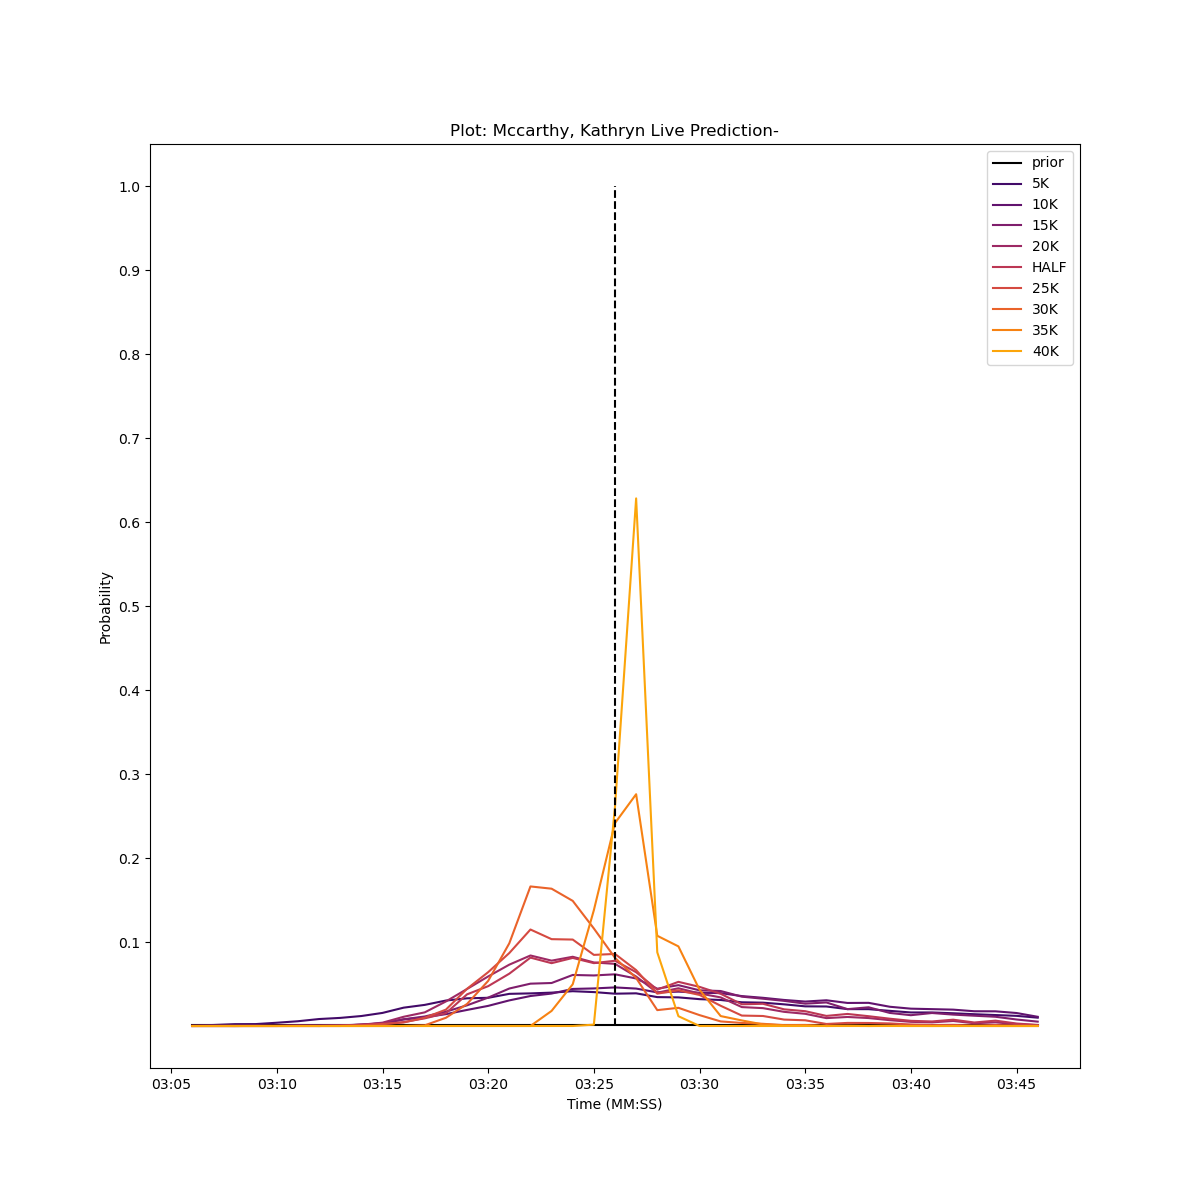 Plot: Mccarthy, Kathryn Live Prediction-
prior
5K
10K
15K
20K
HALF
25K
30K
35K
40K
1.0
0.9
0.8
0.7
0.6
0.5
0.4
0.3
0.2
0.1
Probability
03:05 03:10 03:15 03:20 03:25 03:30 03:35 03:40 03:45
Time (MM:SS)